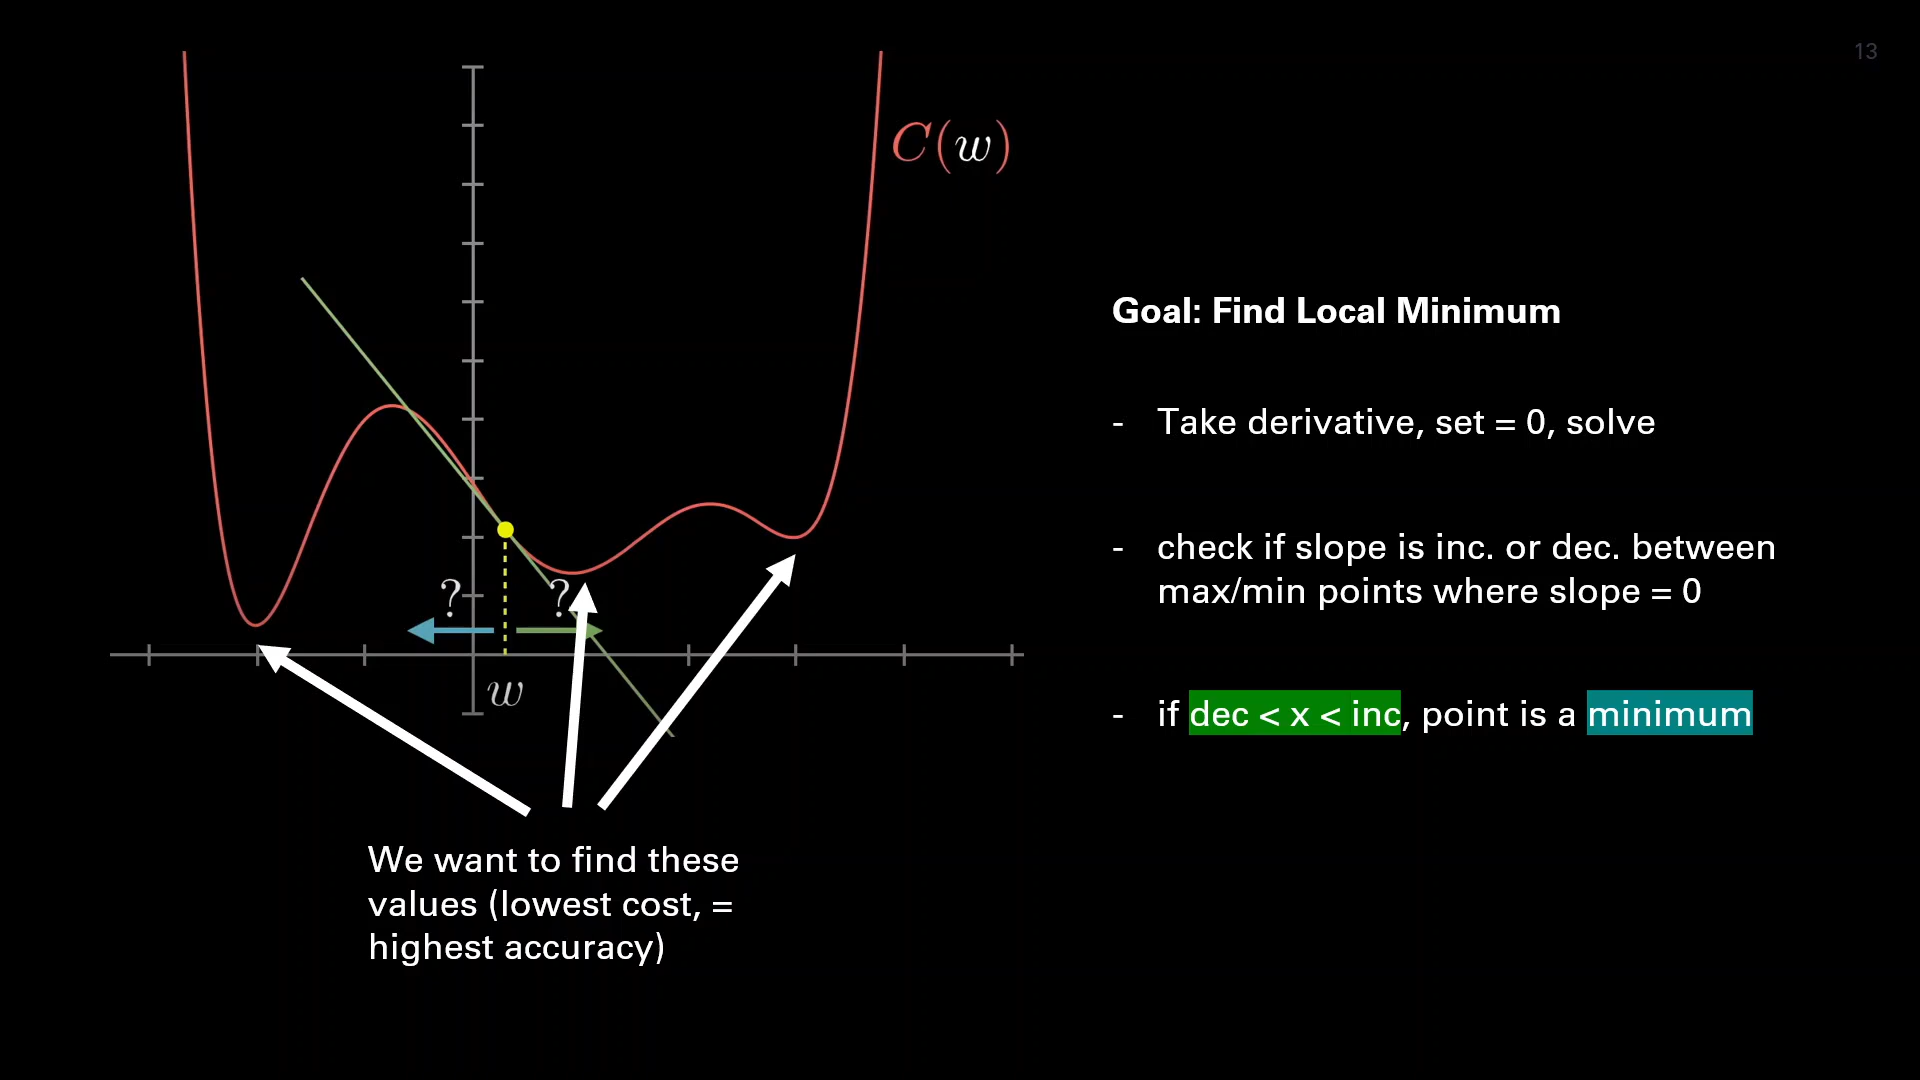 13
C(w)
Goal: Find Local Minimum
- Take derivative, set = 0, solve
- check if slope is inc. or dec. between
max/min points where slope = 0
- if dec < x < inc, point is a minimum
? ?
w
We want to find these
values (lowest cost, =
highest accuracy)